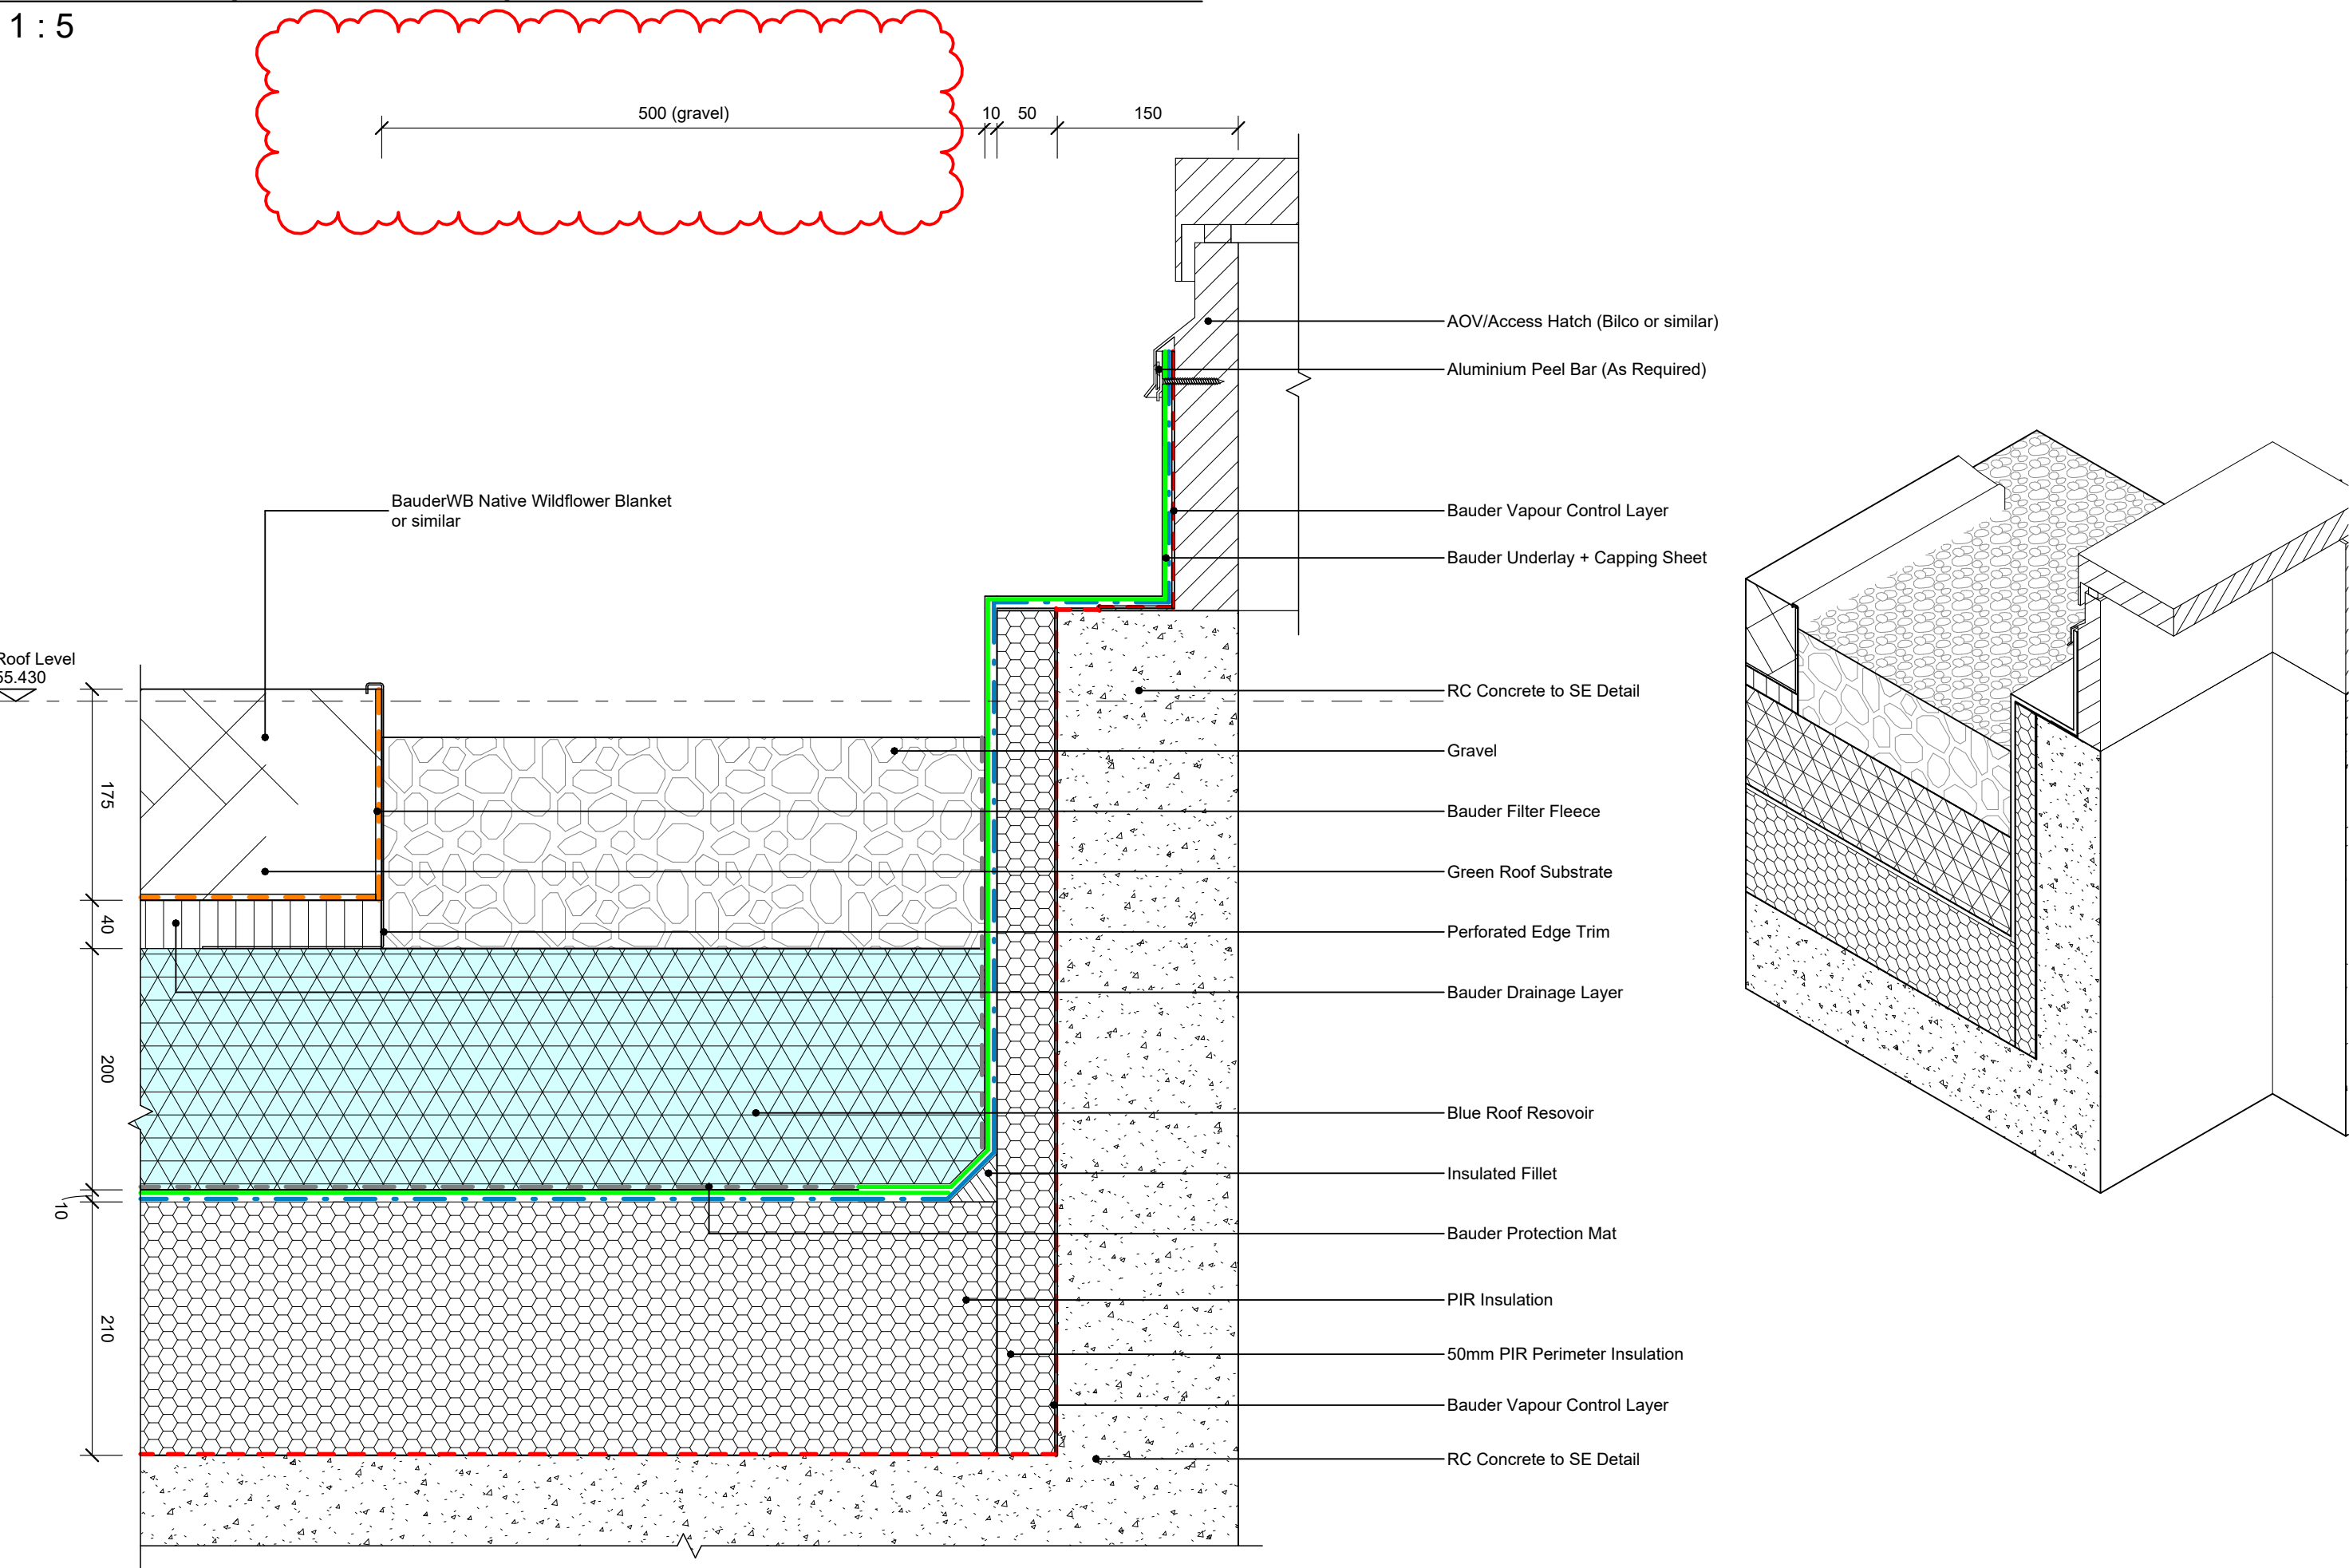 1 : 5
500 (gravel)
10
50
150
AOV/Access Hatch (Bilco or similar)
Aluminium Peel Bar (As Required)
BauderWB Native Wildflower Blanket
or similar
Bauder Vapour Control Layer
Bauder Underlay + Capping Sheet
Roof Level
55.430
RC Concrete to SE Detail
Gravel
175
Bauder Filter Fleece
Green Roof Substrate
40
Perforated Edge Trim
Bauder Drainage Layer
200
Blue Roof Resovoir
Insulated Fillet
10
Bauder Protection Mat
210
PIR Insulation
50mm PIR Perimeter Insulation
Bauder Vapour Control Layer
RC Concrete to SE Detail